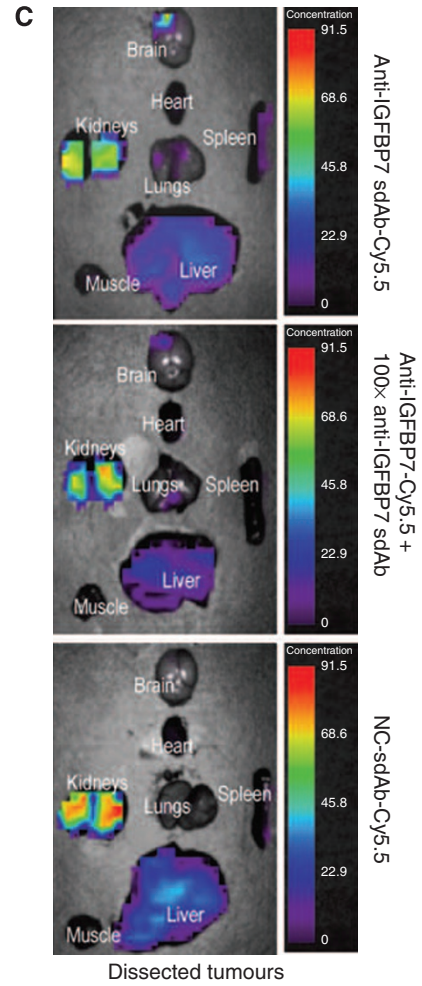 C
Brain
Heart
Kidneys
Spleen
Lungs
Muscle
Liver
Concentration
91.5
68.6
45.8
22.9
0
Anti-IGFBP7 sdAb-Cy5.5
Brain
Heart
Kidneys
Lungs
Spleen
Liver
Muscle
Concentration
91.5
68.6
45.8
22.9
0
Anti-IGFBP7-Cy5.5 +
100× anti-IGFBP7 sdAb
Brain
Heart
Kidneys
Lungs
Spleen
Liver
Muscle
Concentration
91.5
68.6
45.8
22.9
0
NC-sdAb-Cy5.5
Dissected tumours